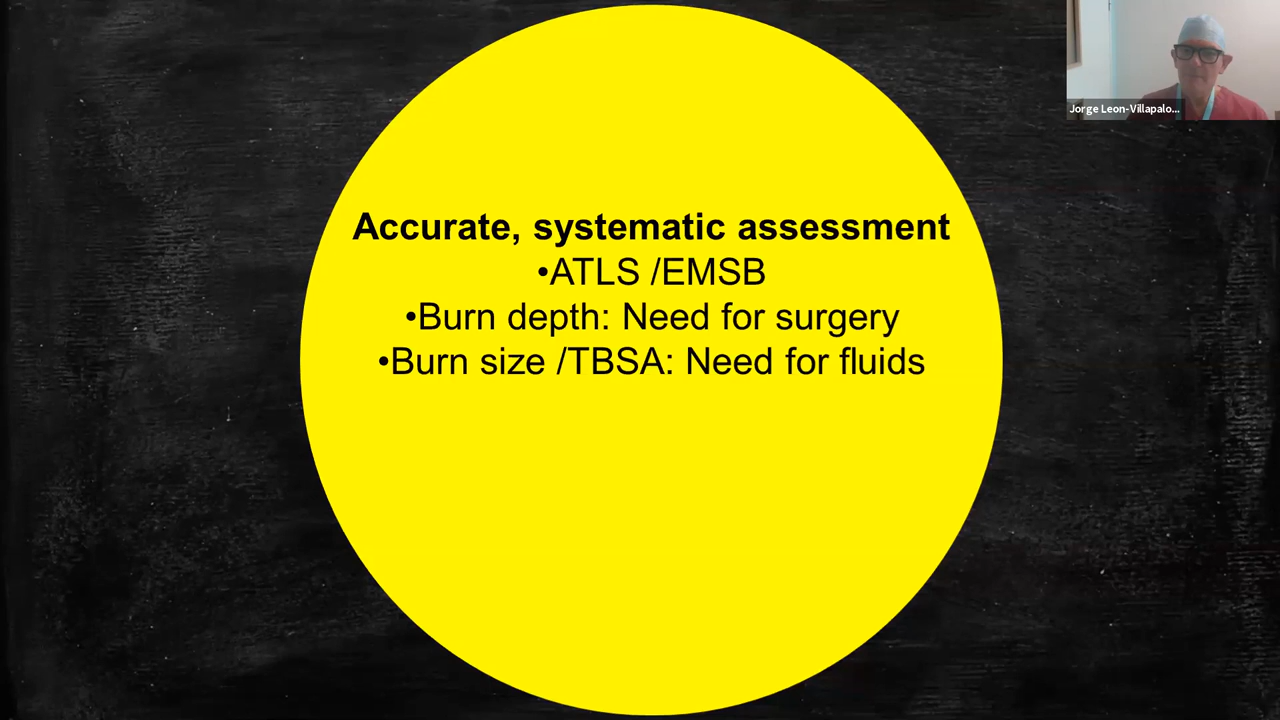 Jorge Leon-Villapalo...
Accurate, systematic assessment
•ATLS /EMSB
•Burn depth: Need for surgery
•Burn size /TBSA: Need for fluids